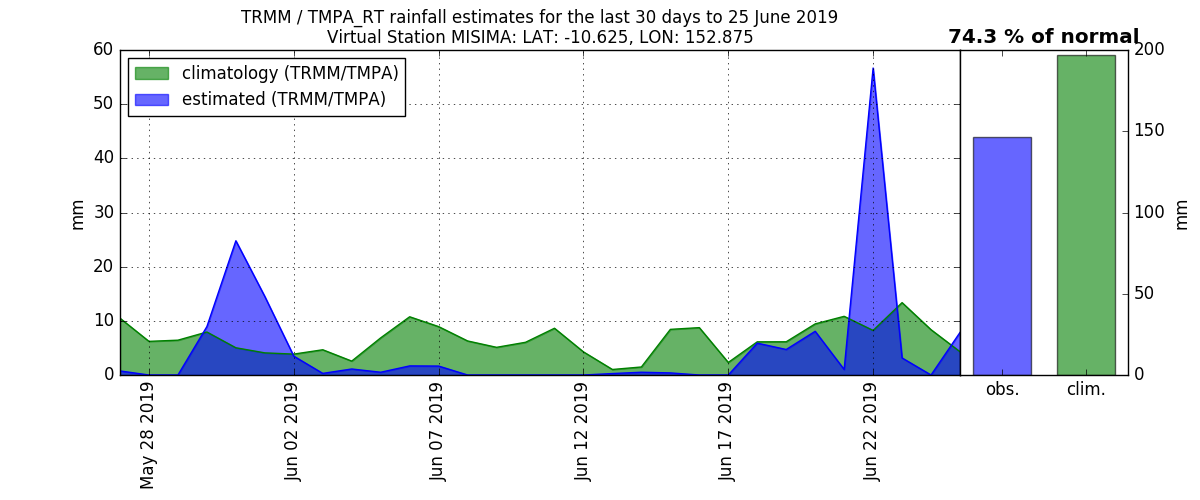 TRMM / TMPA_RT rainfall estimates for the last 30 days to 25 June 2019
Virtual Station MISIMA: LAT: -10.625, LON: 152.875
74.3 % of normal
climatology (TRMM/TMPA)
estimated (TRMM/TMPA)
60
50
40
30
20
10
0
mm
May 28 2019
Jun 02 2019
Jun 07 2019
Jun 12 2019
Jun 17 2019
Jun 22 2019
200
150
100
50
0
mm
obs.
clim.